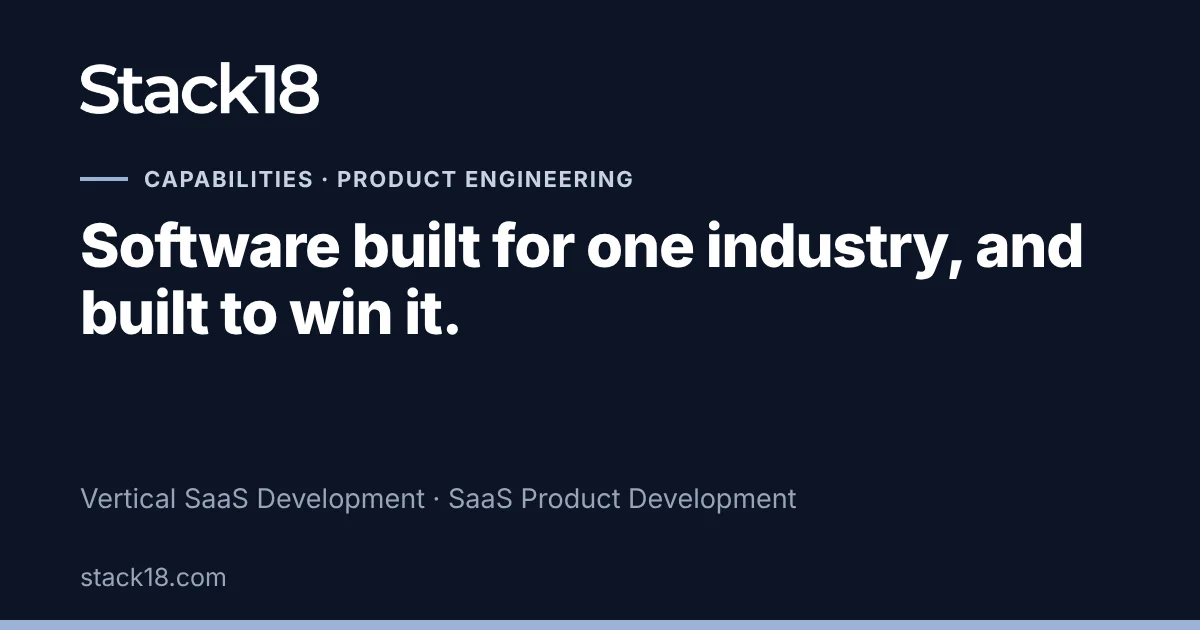 Stack18
CAPABILITIES · PRODUCT ENGINEERING
Software built for one industry, and
built to win it.
Vertical SaaS Development · SaaS Product Development
stack18.com